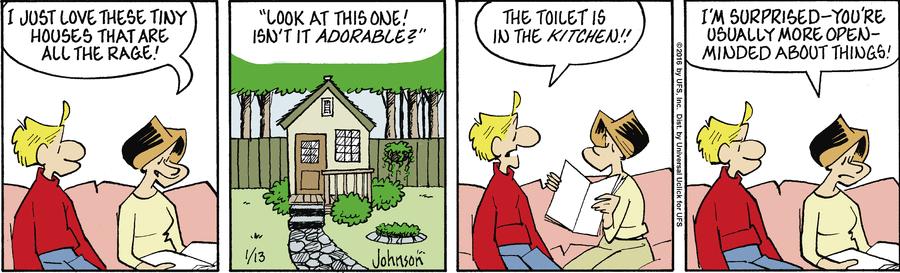 I JUST LOVE THESE TINY
HOUSES THAT ARE
ALL THE RAGE!
"LOOK AT THIS ONE!
ISN'T IT ADORABLE?"
1/13
Johnson
THE TOILET IS
IN THE KITCHEN!!
©2016 by UFS, Inc. Dist. by Universal Uclick for UFS
I'M SURPRISED—YOU'RE
USUALLY MORE OPEN-
MINDED ABOUT THINGS!